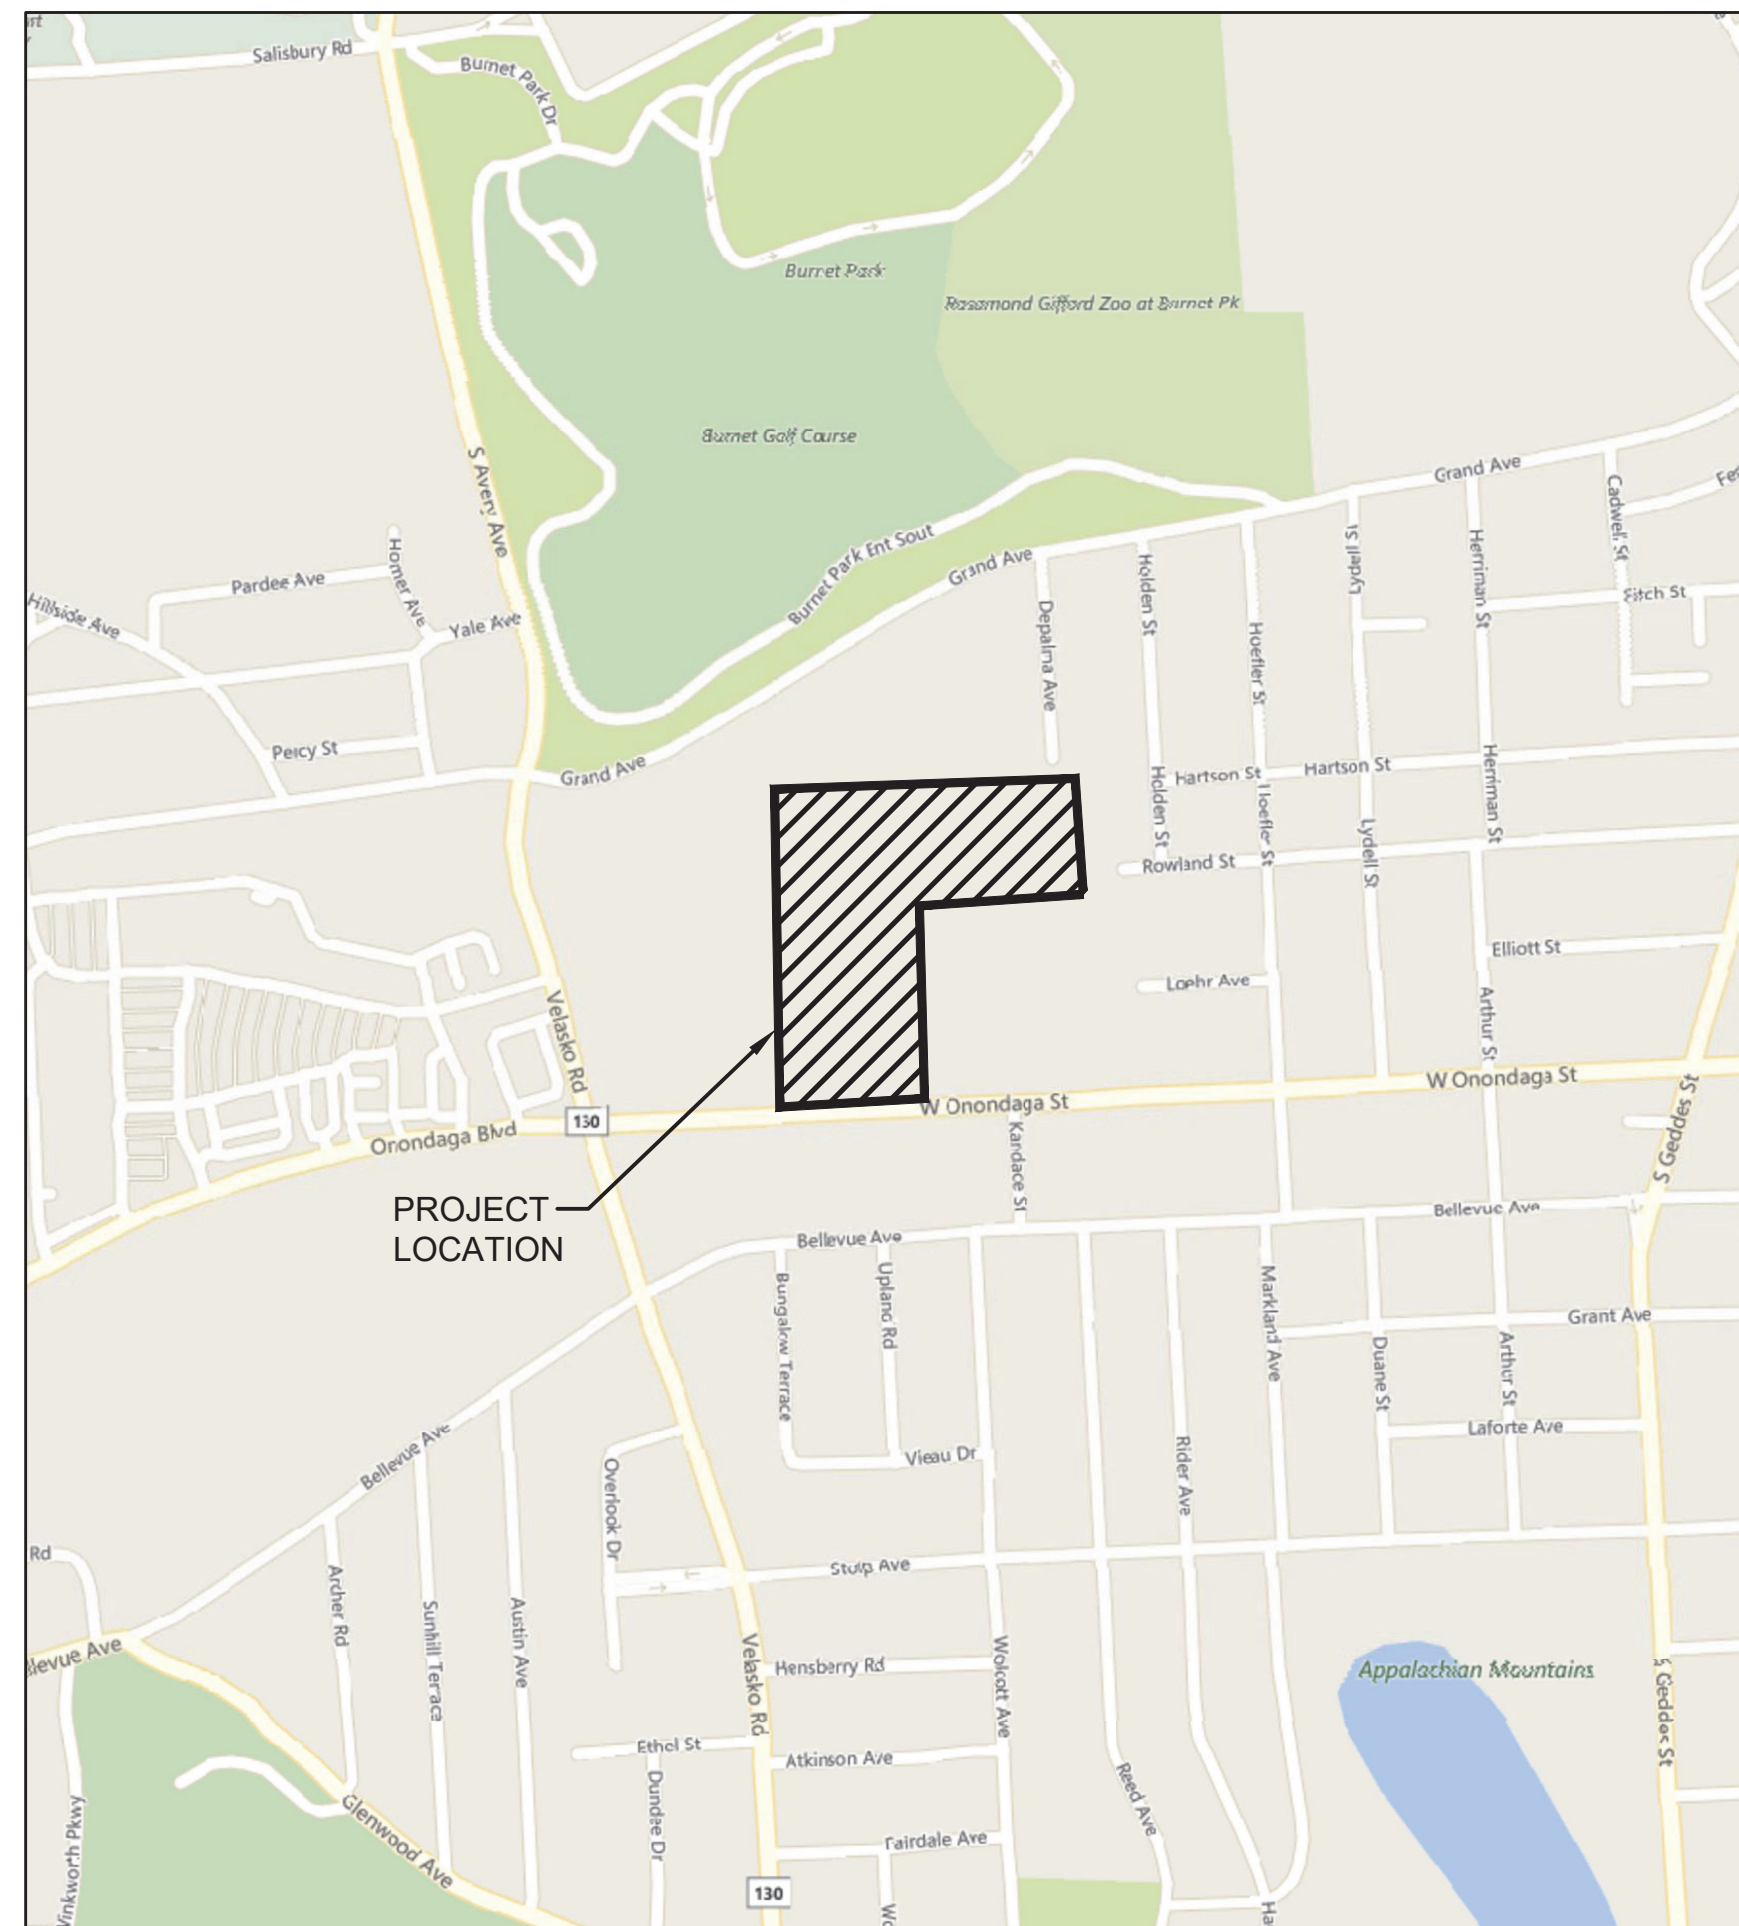 Salisbury Rd
Burnet Park Dr
Burnet Park
Rosamond Gifford Zoo at Burnet Pk
Burnet Golf Course
S Avery Ave
Grand Ave
Cadwell St
Homer Ave
Pardee Ave
Hillside Ave
Yale Ave
Burnet Park Ent Sout
Grand Ave
Lydell St
Herriman St
Fitch St
Holden St
Depalma Ave
Hoefler St
Percy St
Grand Ave
Hartson St
Hartson St
Herriman St
Holden St
Hoefler St
Rowland St
Lydell St
Elliott St
Loehr Ave
Arthur St
Velasko Rd
W Onondaga St
W Onondaga St
130
Onondaga Blvd
S Geddes St
Kandace St
PROJECT
LOCATION
Bellevue Ave
Bellevue Ave
Bungalow Terrace
Upland Rd
Markland Ave
Grant Ave
Duane St
Arthur St
Laforte Ave
Bellevue Ave
Vieau Dr
Rider Ave
Overlook Dr
Rd
Stolp Ave
Archer Rd
Sunhill Terrace
Austin Ave
llevue Ave
Velasko Rd
Hensberry Rd
Wolcott Ave
Appalachian Mountains
S Geddes St
Ethel St
Atkinson Ave
Dundee Dr
Reed Ave
Glenwood Ave
Winkworth Pkwy
Fairdale Ave
130
Wo
Ha